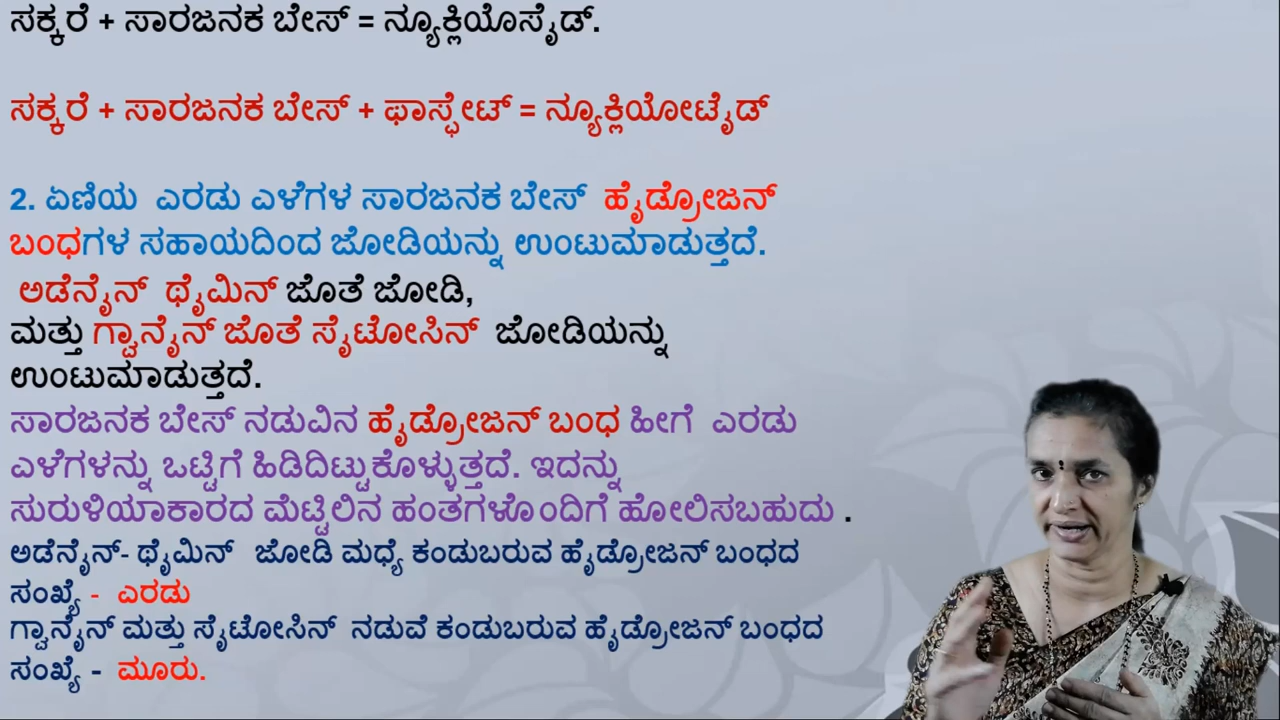 ಸಕ್ಕರೆ + ಸಾರಜನಕ ಬೇಸ್ = ನ್ಯೂಕ್ಲಿಯೊಸೈಡ್.
ಸಕ್ಕರೆ + ಸಾರಜನಕ ಬೇಸ್ + ಫಾಸ್ಫೇಟ್ = ನ್ಯೂಕ್ಲಿಯೋಟೈಡ್
2. ಏಣಿಯ ಎರಡು ಎಳೆಗಳ ಸಾರಜನಕ ಬೇಸ್ ಹೈಡ್ರೋಜನ್
ಬಂಧಗಳ ಸಹಾಯದಿಂದ ಜೋಡಿಯನ್ನು ಉಂಟುಮಾಡುತ್ತದೆ.
ಅಡೆನೈನ್ ಥೈಮಿನ್ ಜೊತೆ ಜೋಡಿ,
ಮತ್ತು ಗ್ವಾನೈನ್ ಜೊತೆ ಸೈಟೋಸಿನ್ ಜೋಡಿಯನ್ನು
ಉಂಟುಮಾಡುತ್ತದೆ.
ಸಾರಜನಕ ಬೇಸ್ ನಡುವಿನ ಹೈಡ್ರೋಜನ್ ಬಂಧ ಹೀಗೆ ಎರಡು
ಎಳೆಗಳನ್ನು ಒಟ್ಟಿಗೆ ಹಿಡಿದಿಟ್ಟುಕೊಳ್ಳುತ್ತದೆ. ಇದನ್ನು
ಸುರುಳಿಯಾಕಾರದ ಮೆಟ್ಟಿಲಿನ ಹಂತಗಳೊಂದಿಗೆ ಹೋಲಿಸಬಹುದು .
ಅಡೆನೈನ್- ಥೈಮಿನ್ ಜೋಡಿ ಮಧ್ಯೆ ಕಂಡುಬರುವ ಹೈಡ್ರೋಜನ್ ಬಂಧದ
ಸಂಖ್ಯೆ - ಎರಡು
ಗ್ವಾನೈನ್ ಮತ್ತು ಸೈಟೋಸಿನ್ ನಡುವೆ ಕಂಡುಬರುವ ಹೈಡ್ರೋಜನ್ ಬಂಧದ
ಸಂಖ್ಯೆ - ಮೂರು.